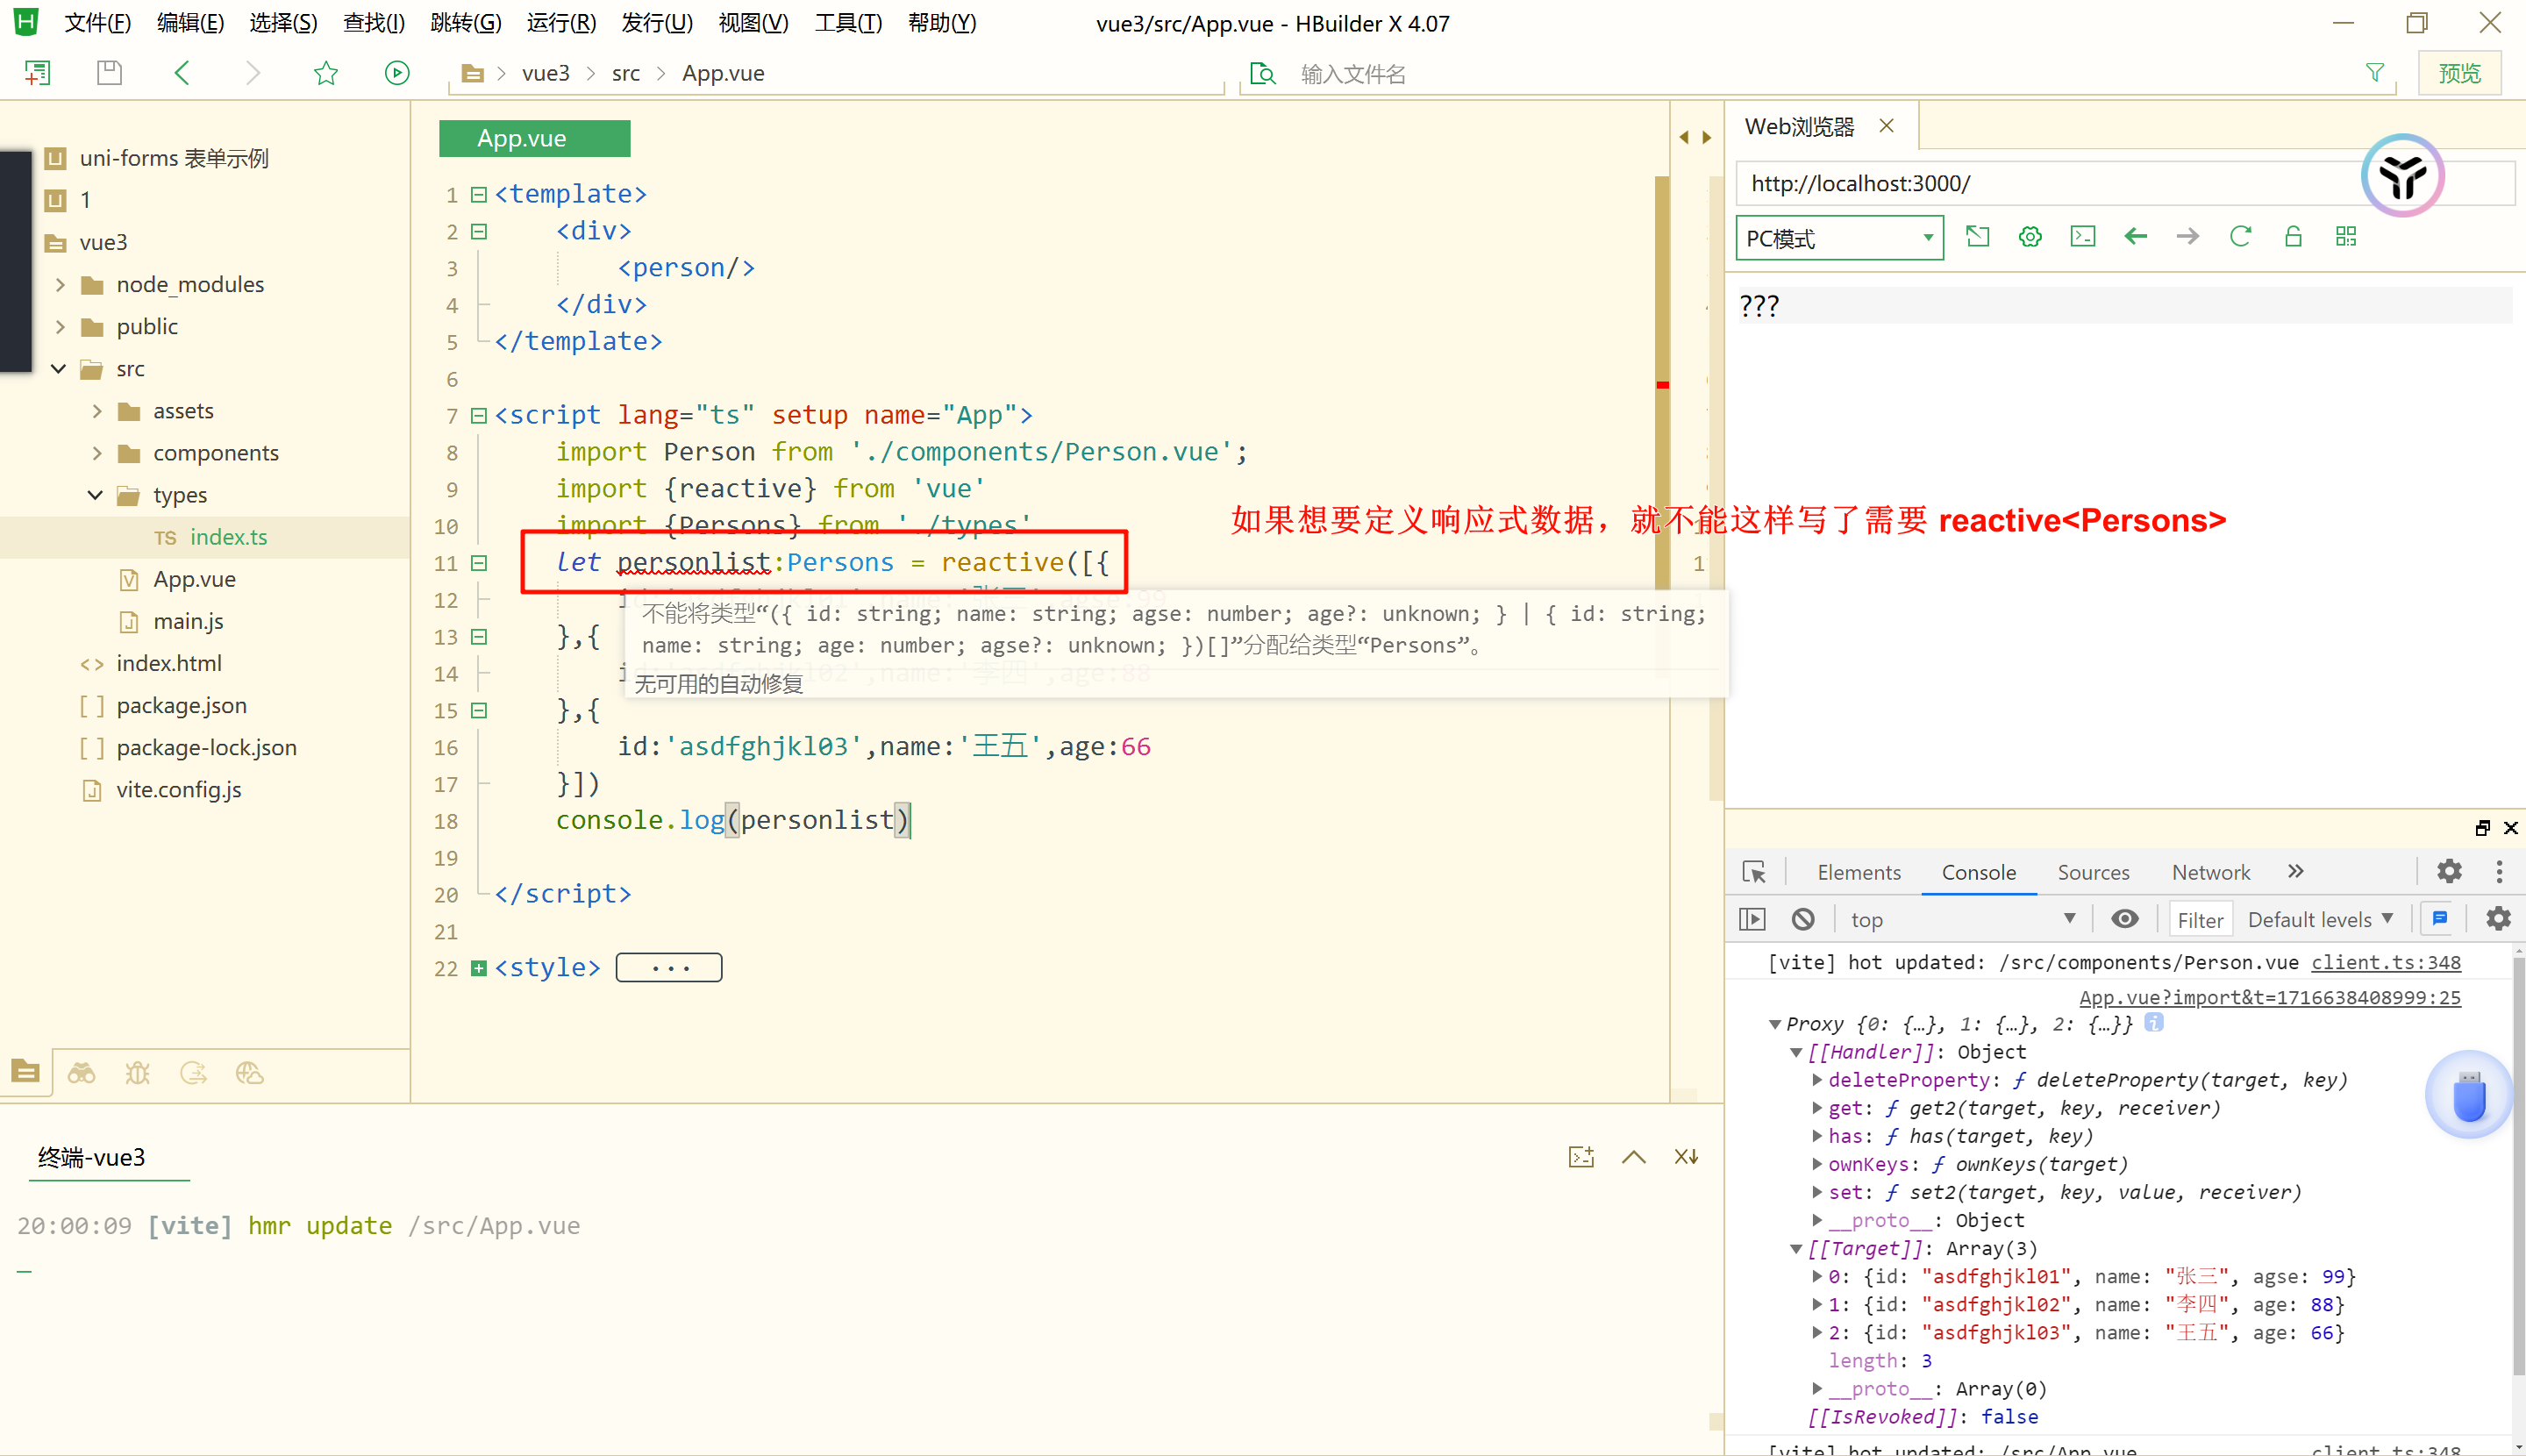 文件(F) 编辑(E) 选择(S) 查找(I) 跳转(G) 运行(R) 发行(U) 视图(V) 工具(T) 帮助(Y)
vue3/src/App.vue - HBuilder X 4.07
vue3 src App.vue
输入文件名
预览
uni-forms 表单示例
1
vue3
node_modules
public
src
assets
components
types
TS index.ts
App.vue
main.js
<> index.html
[ ] package.json
[ ] package-lock.json
vite.config.js
App.vue
1 <template>
2 <div>
3 <person/>
4 </div>
5 </template>
6
7 <script lang="ts" setup name="App">
8 import Person from './components/Person.vue';
9 import {reactive} from 'vue'
10 import {Persons} from './types'
如果想要定义响应式数据，就不能这样写了需要 reactive<Persons>
11 let personlist:Persons = reactive([{
12 id:'asdfghjkl01',name:'张三',agse:99
不能将类型“({ id: string; name: string; agse: number; age?: unknown; } | { id: string;
13 },{
name: string; age: number; agse?: unknown; })[]”分配给类型“Persons”。
14 id:'asdfghjkl02',name:'李四',age:88
无可用的自动修复
15 },{
16 id:'asdfghjkl03',name:'王五',age:66
17 }])
18 console.log(personlist)
19
20 </script>
21
22 <style> ...
Web浏览器
http://localhost:3000/
PC模式
???
Elements Console Sources Network
top Filter Default levels
[vite] hot updated: /src/components/Person.vue client.ts:348
App.vue?import&t=1716638408999:25
Proxy {0: {…}, 1: {…}, 2: {…}}
[[Handler]]: Object
deleteProperty: ƒ deleteProperty(target, key)
get: ƒ get2(target, key, receiver)
has: ƒ has(target, key)
ownKeys: ƒ ownKeys(target)
set: ƒ set2(target, key, value, receiver)
__proto__: Object
[[Target]]: Array(3)
0: {id: "asdfghjkl01", name: "张三", agse: 99}
1: {id: "asdfghjkl02", name: "李四", age: 88}
2: {id: "asdfghjkl03", name: "王五", age: 66}
length: 3
__proto__: Array(0)
[[IsRevoked]]: false
[vite] hot updated: /src/App.vue client.ts:348
终端-vue3
20:00:09 [vite] hmr update /src/App.vue